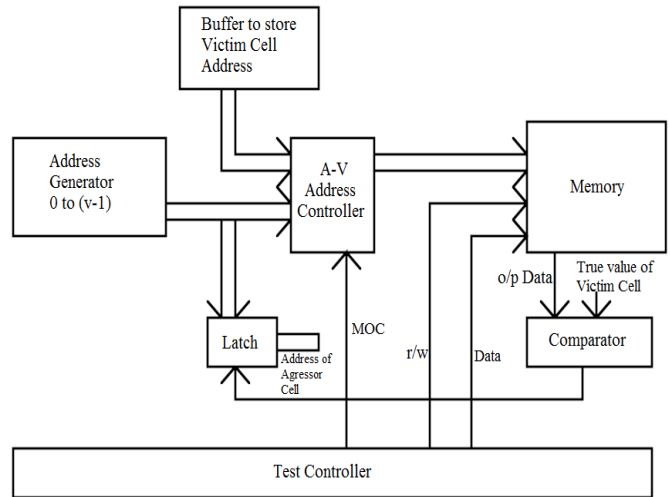 Buffer to store
Victim Cell
Address
Address
Generator
0 to (v-1)
A-V
Address
Controller
Memory
o/p Data
True value of
Victim Cell
Latch
Address of
Agressor
Cell
MOC
r/w
Data
Comparator
Test Controller